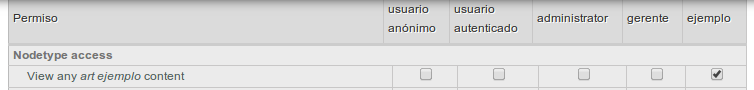 Permiso
usuario anónimo
usuario autenticado
administrator
gerente
ejemplo
Nodetype access
View any art ejemplo content